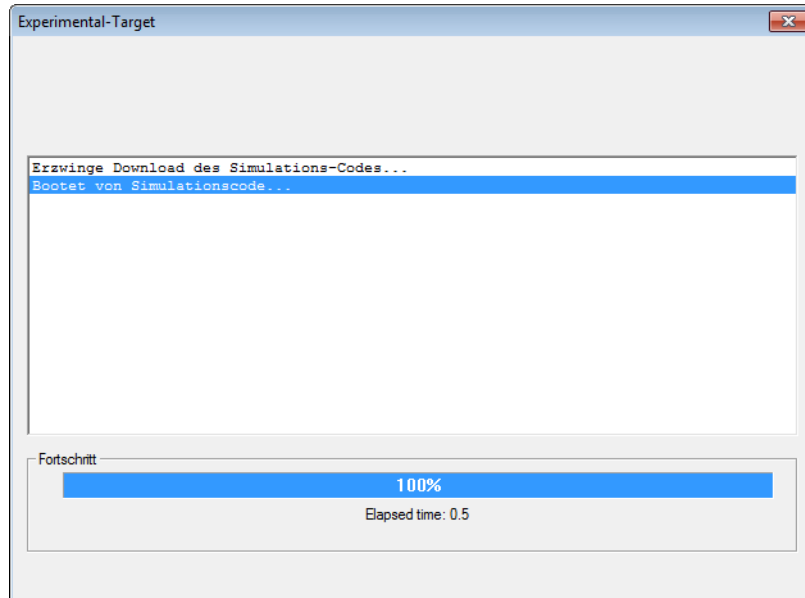 Experimental-Target
Erzwinge Download des Simulations-Codes...
Bootet von Simulationscode...
Fortschritt
100%
Elapsed time: 0.5